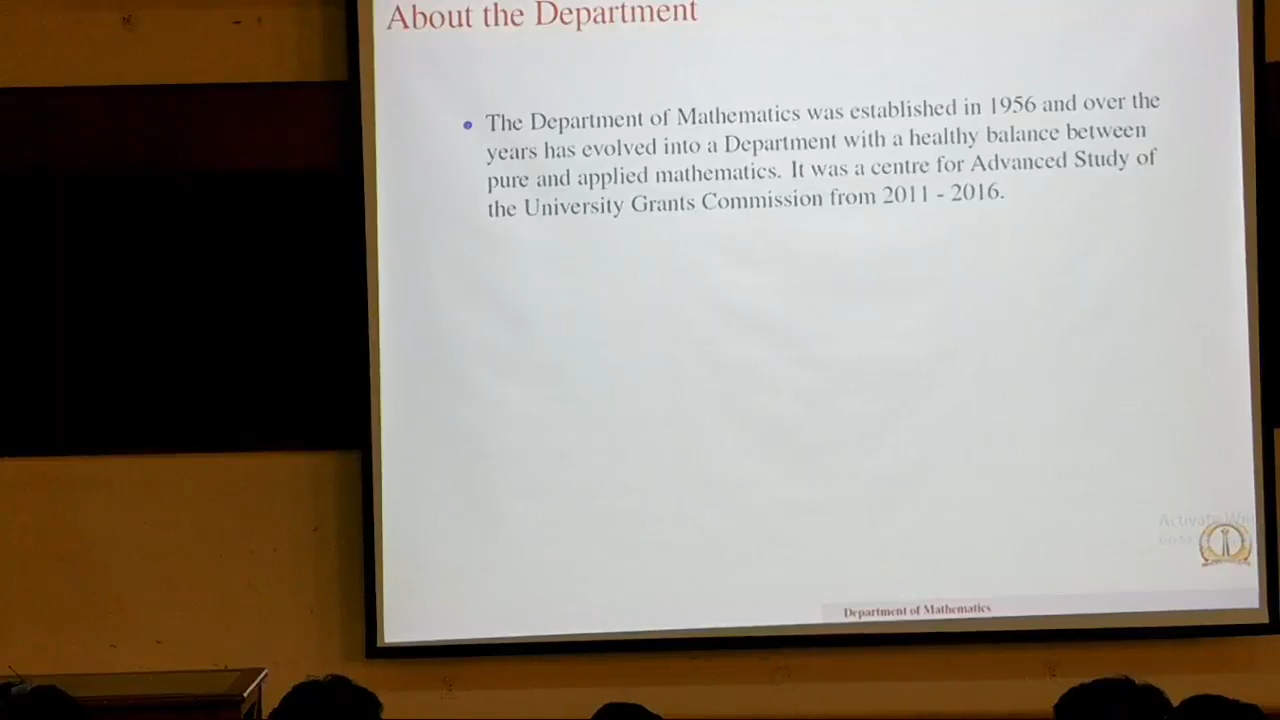 About the Department
• The Department of Mathematics was established in 1956 and over the
years has evolved into a Department with a healthy balance between
pure and applied mathematics. It was a centre for Advanced Study of
the University Grants Commission from 2011 - 2016.
Activate
Department of Mathematics